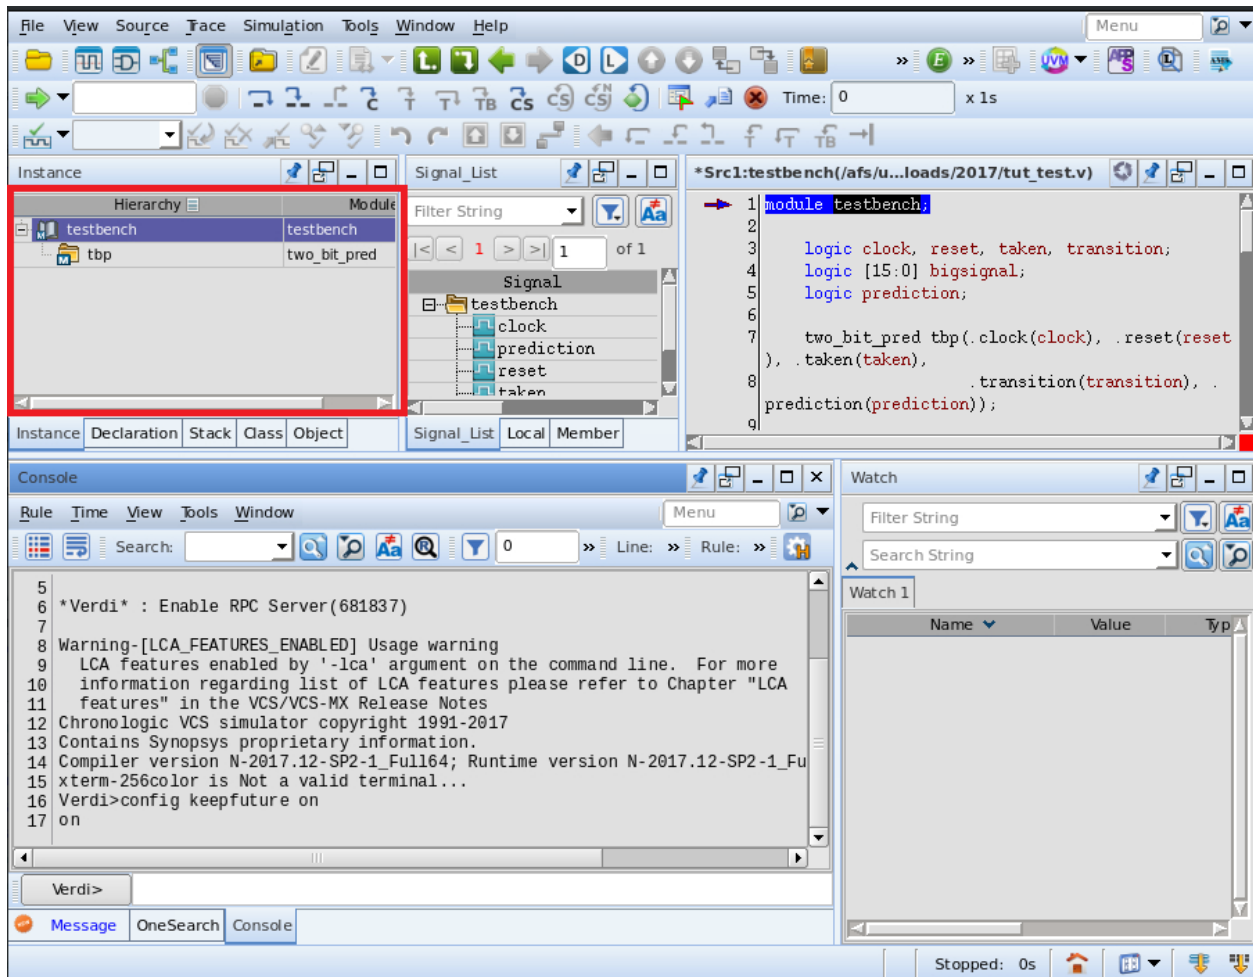 File View Source Trace Simulation Tools Window Help Menu
» E » UVM
Time: 0 x 1s
Instance
Hierarchy Module
testbench testbench
tbp two_bit_pred
Instance Declaration Stack Class Object
Signal_List
Filter String
|< < 1 > >| 1 of 1
Signal
testbench
clock
prediction
reset
taken
Signal_List Local Member
*Src1:testbench(/afs/u...loads/2017/tut_test.v)
1 module testbench;
2
3 logic clock, reset, taken, transition;
4 logic [15:0] bigsignal;
5 logic prediction;
6
7 two_bit_pred tbp(.clock(clock), .reset(reset
), .taken(taken),
8 .transition(transition), .
prediction(prediction));
9
Console
Rule Time View Tools Window Menu
Search: 0 » Line: » Rule: »
5
6 *Verdi* : Enable RPC Server(681837)
7
8 Warning-[LCA_FEATURES_ENABLED] Usage warning
9 LCA features enabled by '-lca' argument on the command line. For more
10 information regarding list of LCA features please refer to Chapter "LCA
11 features" in the VCS/VCS-MX Release Notes
12 Chronologic VCS simulator copyright 1991-2017
13 Contains Synopsys proprietary information.
14 Compiler version N-2017.12-SP2-1_Full64; Runtime version N-2017.12-SP2-1_Fu
15 xterm-256color is Not a valid terminal...
16 Verdi>config keepfuture on
17 on
Verdi>
Message OneSearch Console
Watch
Filter String
Search String
Watch 1
Name Value Typ
Stopped: 0s